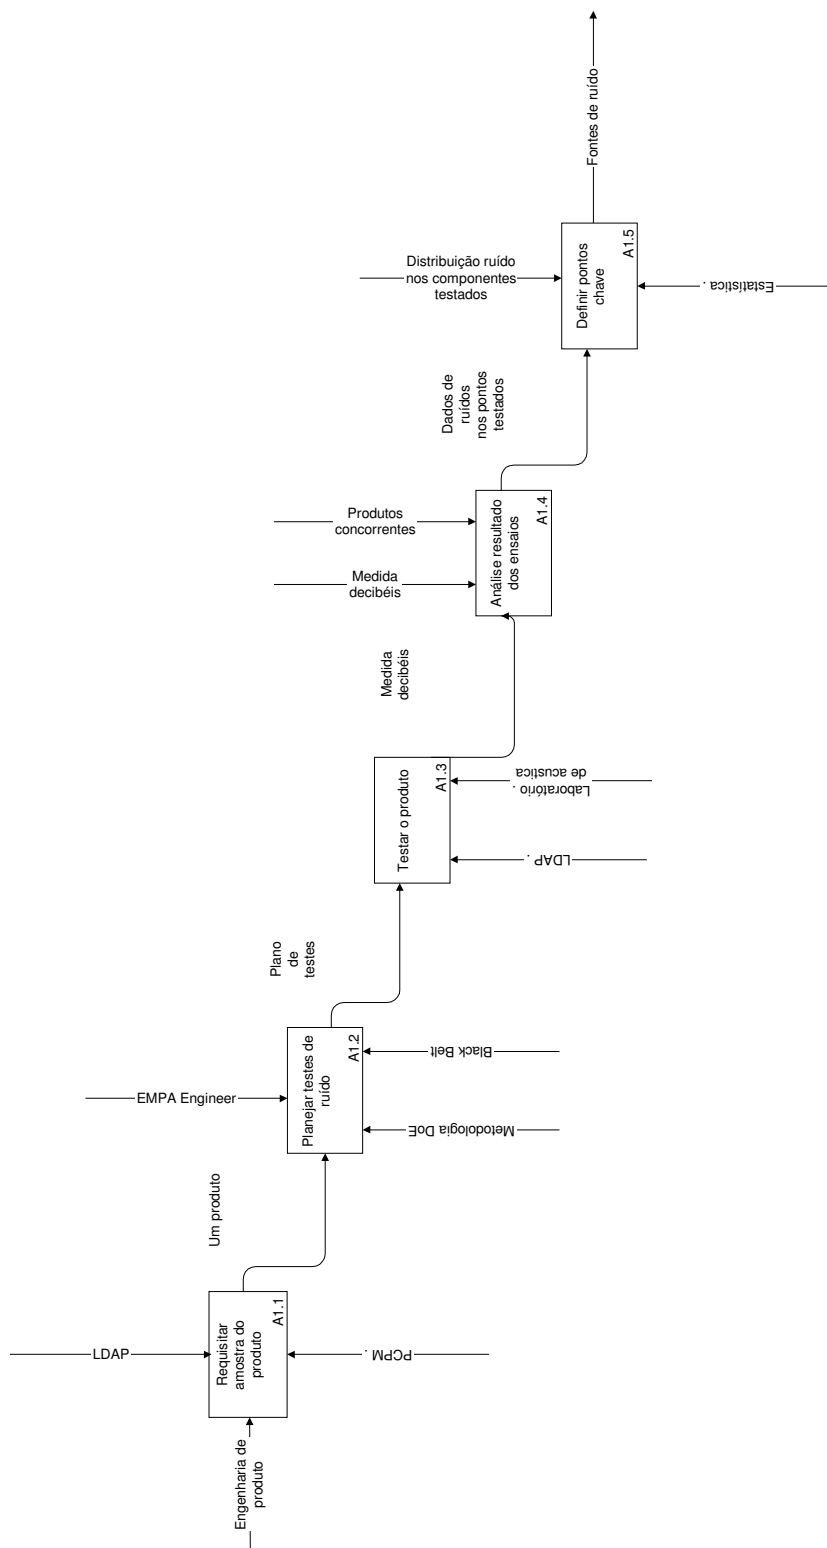 Fontes de ruído
Distribuição ruído
nos componentes
testados
Definir pontos
chave
A1.5
Estatística .
Dados de
ruídos
nos pontos
testados
Produtos
concorrentes
Medida
decibéis
Análise resultado
dos ensaios
A1.4
Medida
decibéis
Testar o produto
A1.3
Laboratório .
de acustica
LDAP .
Plano
de
testes
EMPA Engineer
Planejar testes de
ruído
A1.2
Black Belt
Metodologia DoE
Um produto
LDAP
Requisitar
amostra do
produto
A1.1
PCPM .
Engenharia de
produto